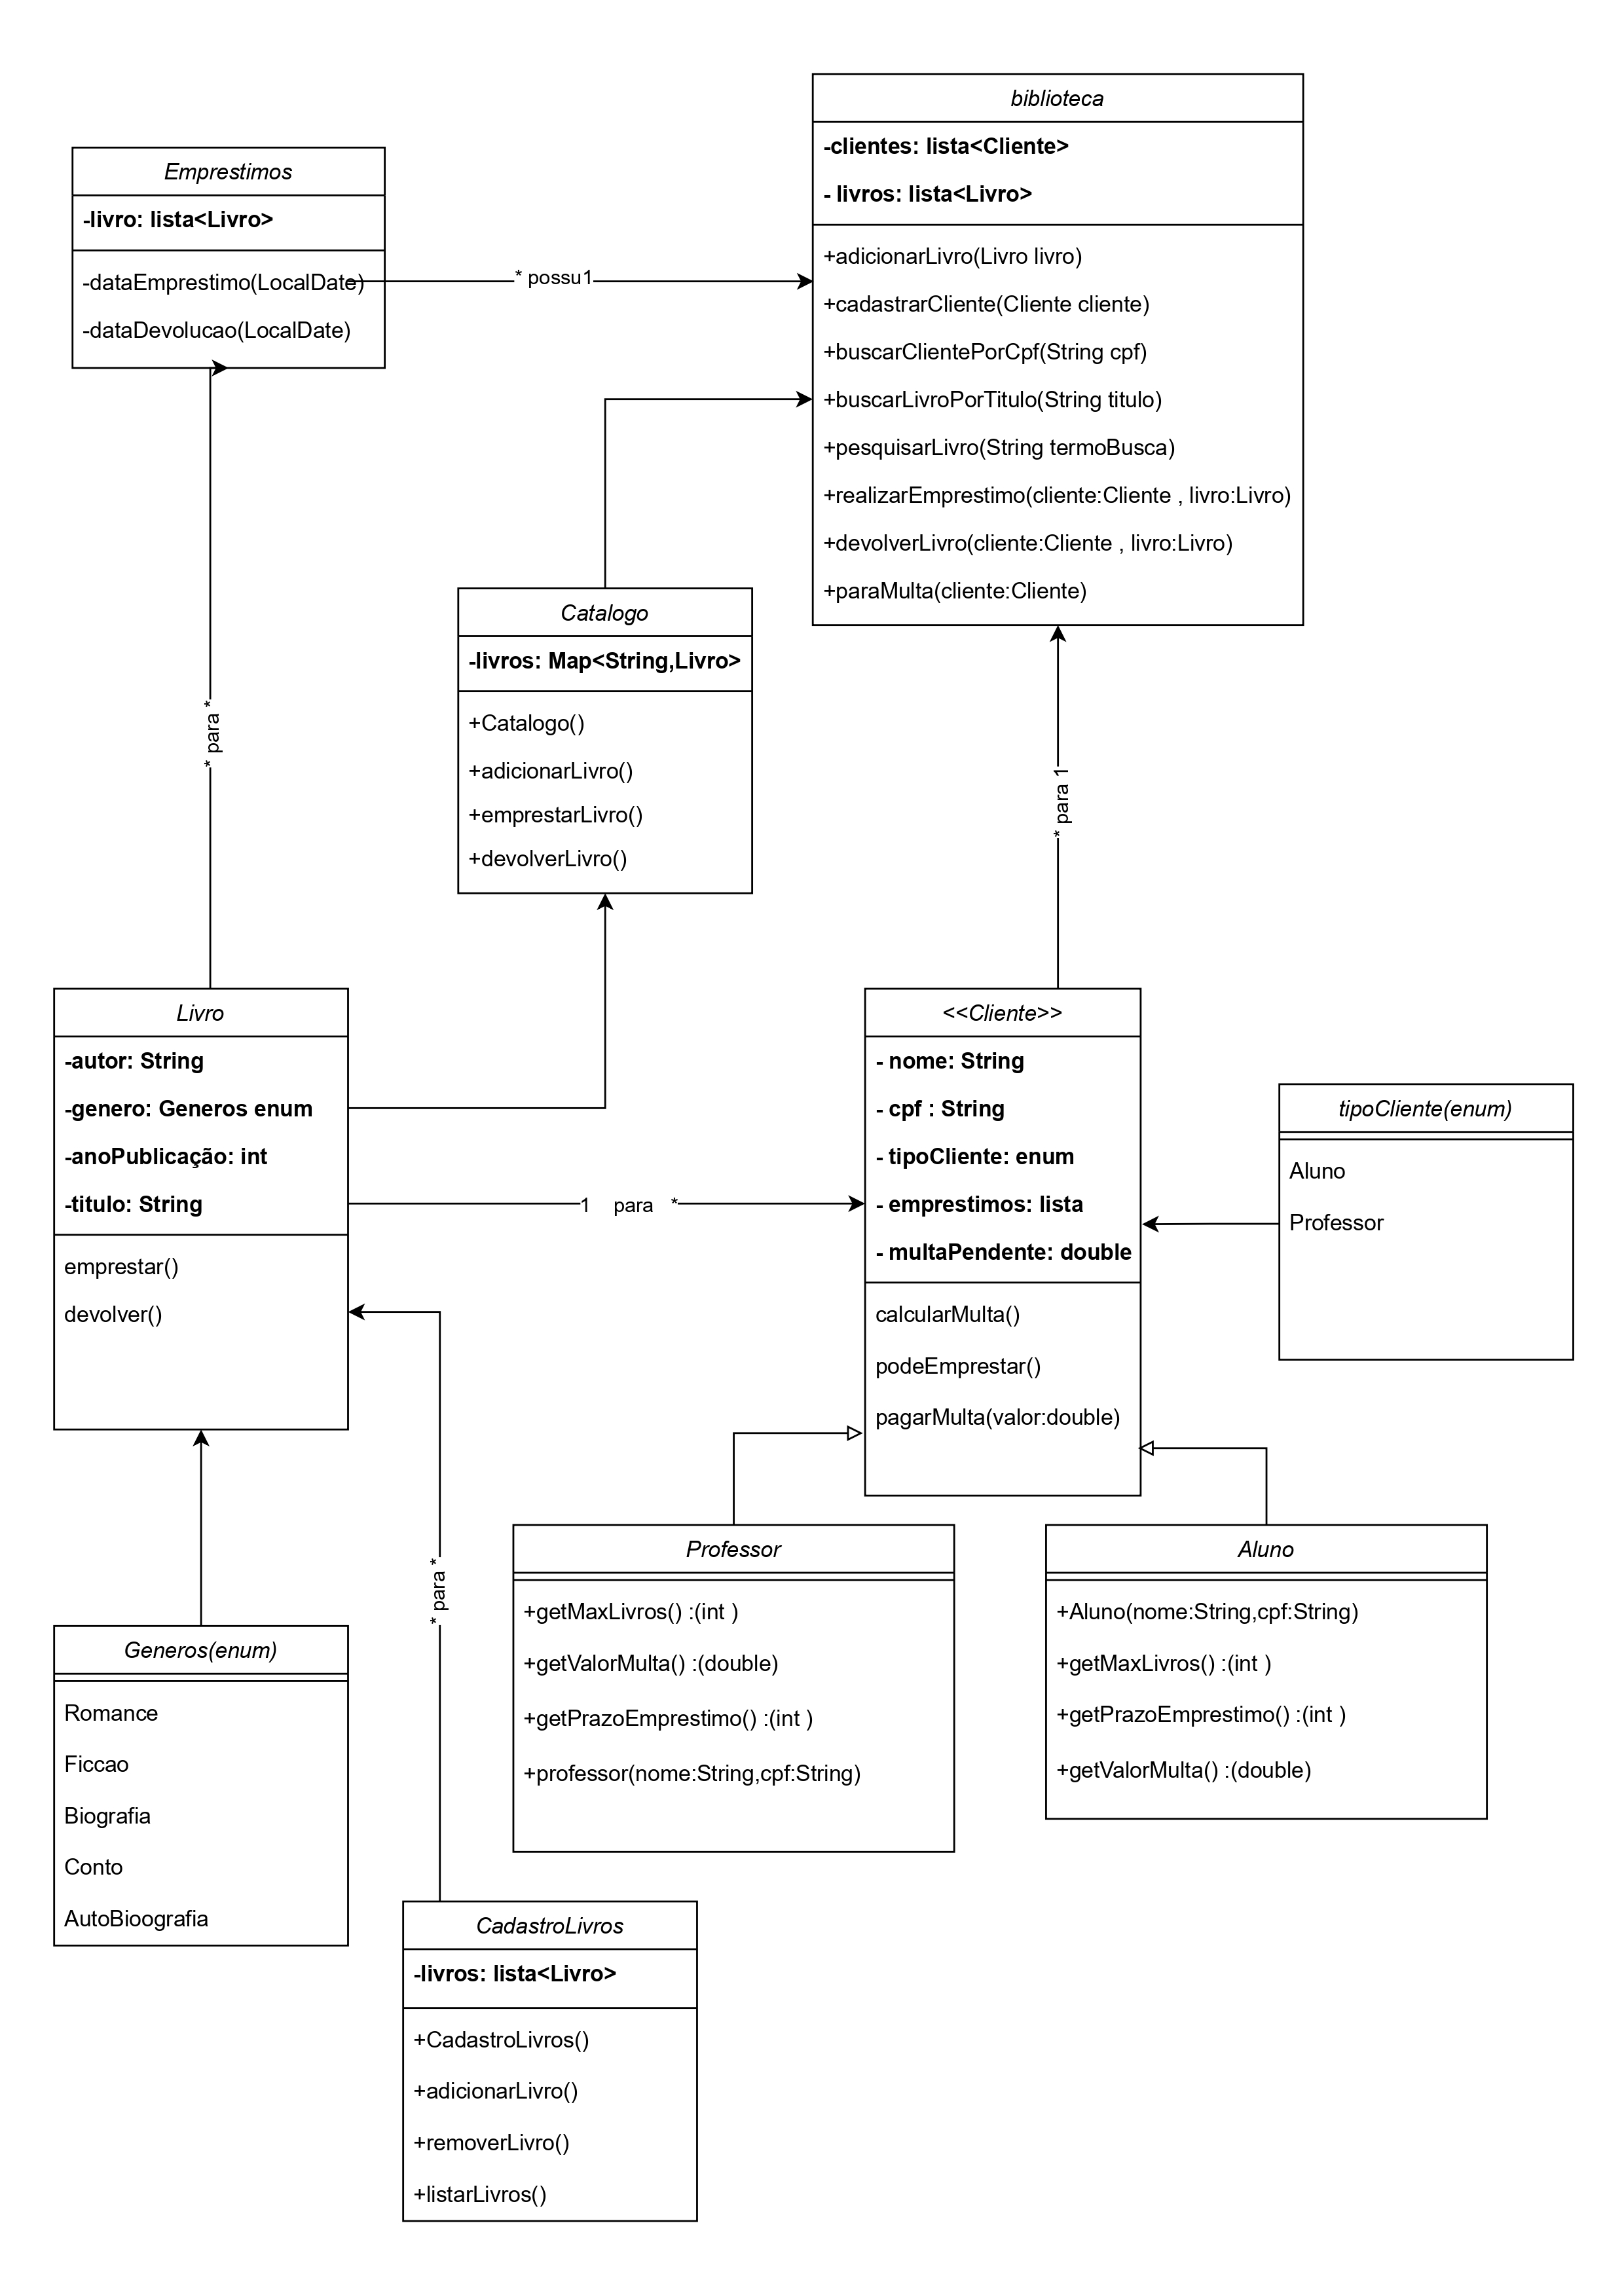 biblioteca
-clientes: lista<Cliente>
- livros: lista<Livro>
+adicionarLivro(Livro livro)
+cadastrarCliente(Cliente cliente)
+buscarClientePorCpf(String cpf)
+buscarLivroPorTitulo(String titulo)
+pesquisarLivro(String termoBusca)
+realizarEmprestimo(cliente:Cliente , livro:Livro)
+devolverLivro(cliente:Cliente , livro:Livro)
+paraMulta(cliente:Cliente)
Emprestimos
-livro: lista<Livro>
-dataEmprestimo(LocalDate)
-dataDevolucao(LocalDate)
* possu1
Catalogo
-livros: Map<String,Livro>
+Catalogo()
+adicionarLivro()
+emprestarLivro()
+devolverLivro()
* para *
* para 1
Livro
-autor: String
-genero: Generos enum
-anoPublicação: int
-titulo: String
emprestar()
devolver()
1 para *
<<Cliente>>
- nome: String
- cpf : String
- tipoCliente: enum
- emprestimos: lista
- multaPendente: double
calcularMulta()
podeEmprestar()
pagarMulta(valor:double)
tipoCliente(enum)
Aluno
Professor
* para *
Professor
+getMaxLivros() :(int )
+getValorMulta() :(double)
+getPrazoEmprestimo() :(int )
+professor(nome:String,cpf:String)
Aluno
+Aluno(nome:String,cpf:String)
+getMaxLivros() :(int )
+getPrazoEmprestimo() :(int )
+getValorMulta() :(double)
Generos(enum)
Romance
Ficcao
Biografia
Conto
AutoBioografia
CadastroLivros
-livros: lista<Livro>
+CadastroLivros()
+adicionarLivro()
+removerLivro()
+listarLivros()